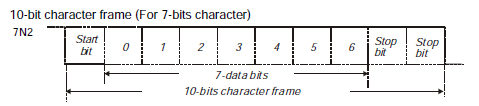 10-bit character frame (For 7-bits character)
7N2
Start bit 0 1 2 3 4 5 6 Stop bit Stop bit
7-data bits
10-bits character frame